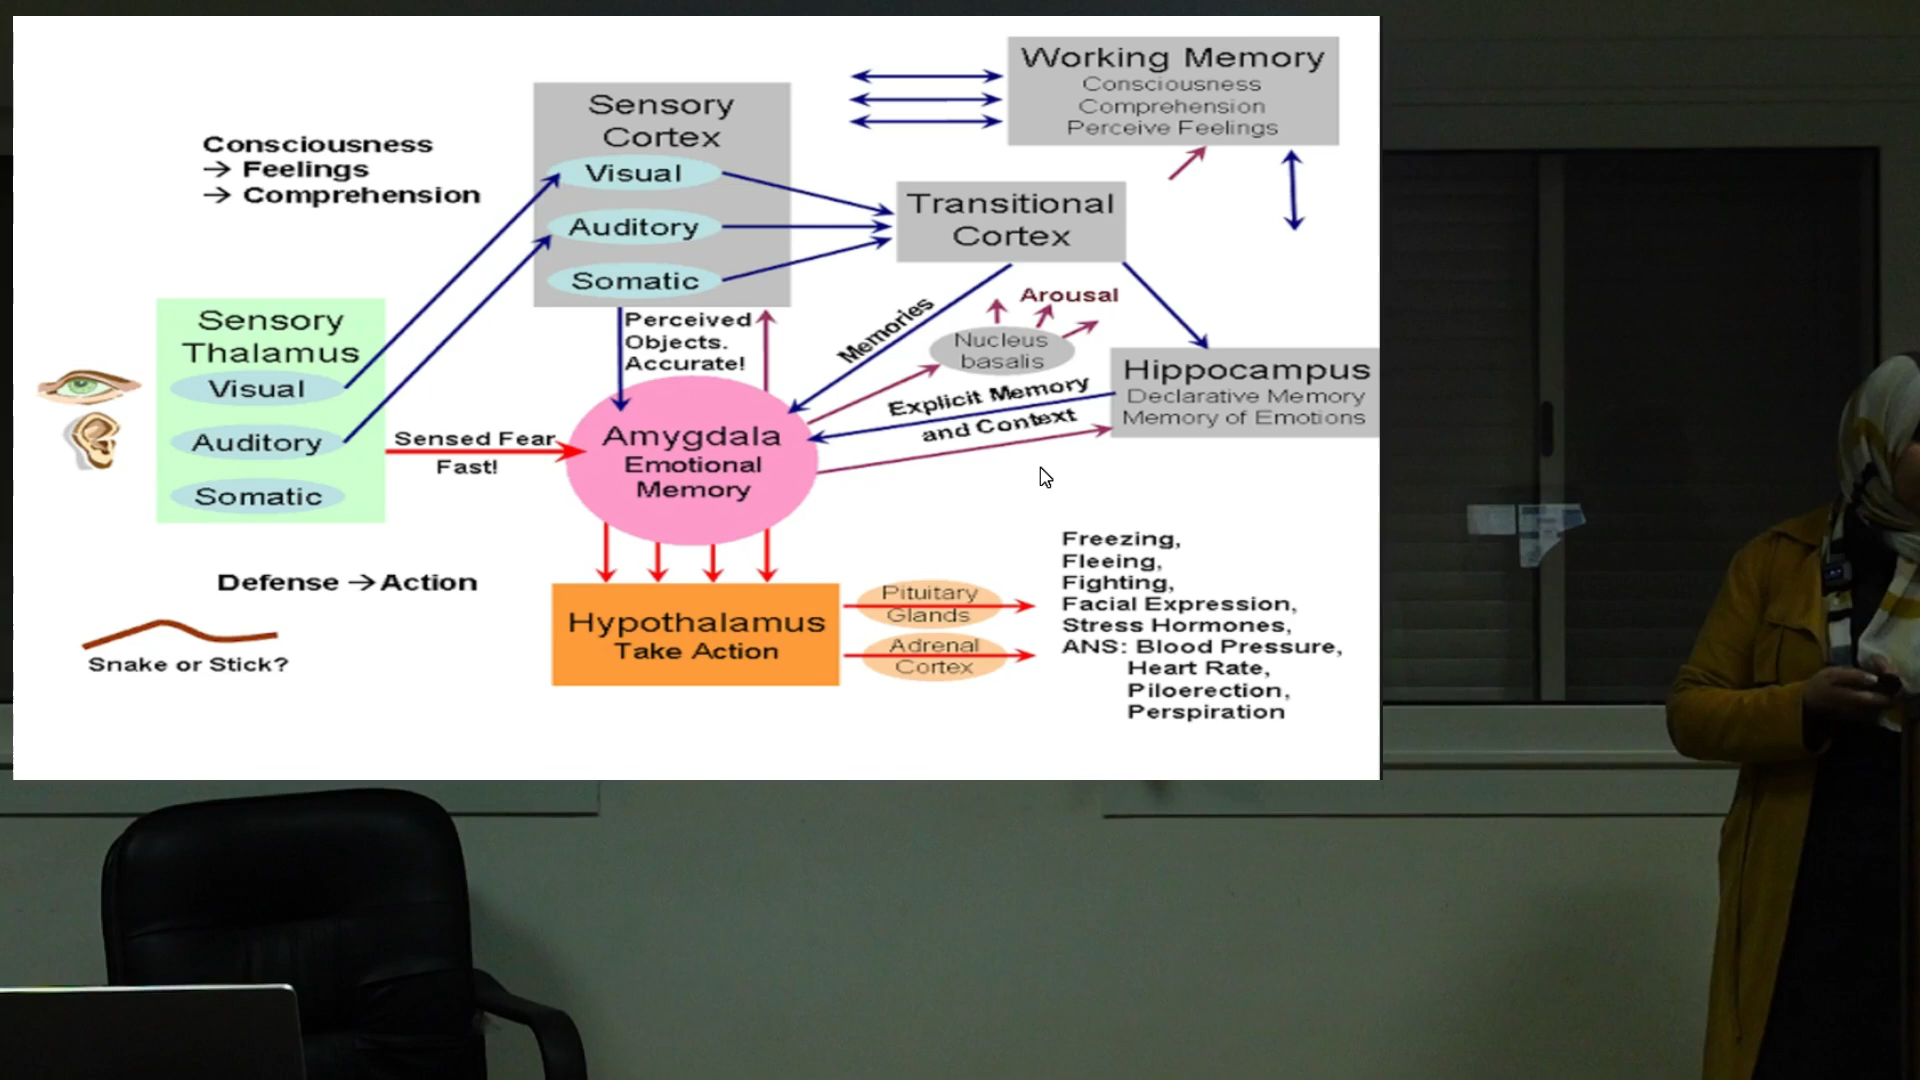 Working Memory
Consciousness
Comprehension
Perceive Feelings
Sensory
Cortex
Visual
Auditory
Somatic
Consciousness
→ Feelings
→ Comprehension
Transitional
Cortex
Sensory
Thalamus
Visual
Auditory
Somatic
Perceived
Objects.
Accurate!
Memories
Arousal
Nucleus
basalis
Hippocampus
Declarative Memory
Memory of Emotions
Explicit Memory
and Context
Sensed Fear
Fast!
Amygdala
Emotional
Memory
Defense → Action
Snake or Stick?
Hypothalamus
Take Action
Pituitary
Glands
Adrenal
Cortex
Freezing,
Fleeing,
Fighting,
Facial Expression,
Stress Hormones,
ANS: Blood Pressure,
Heart Rate,
Piloerection,
Perspiration